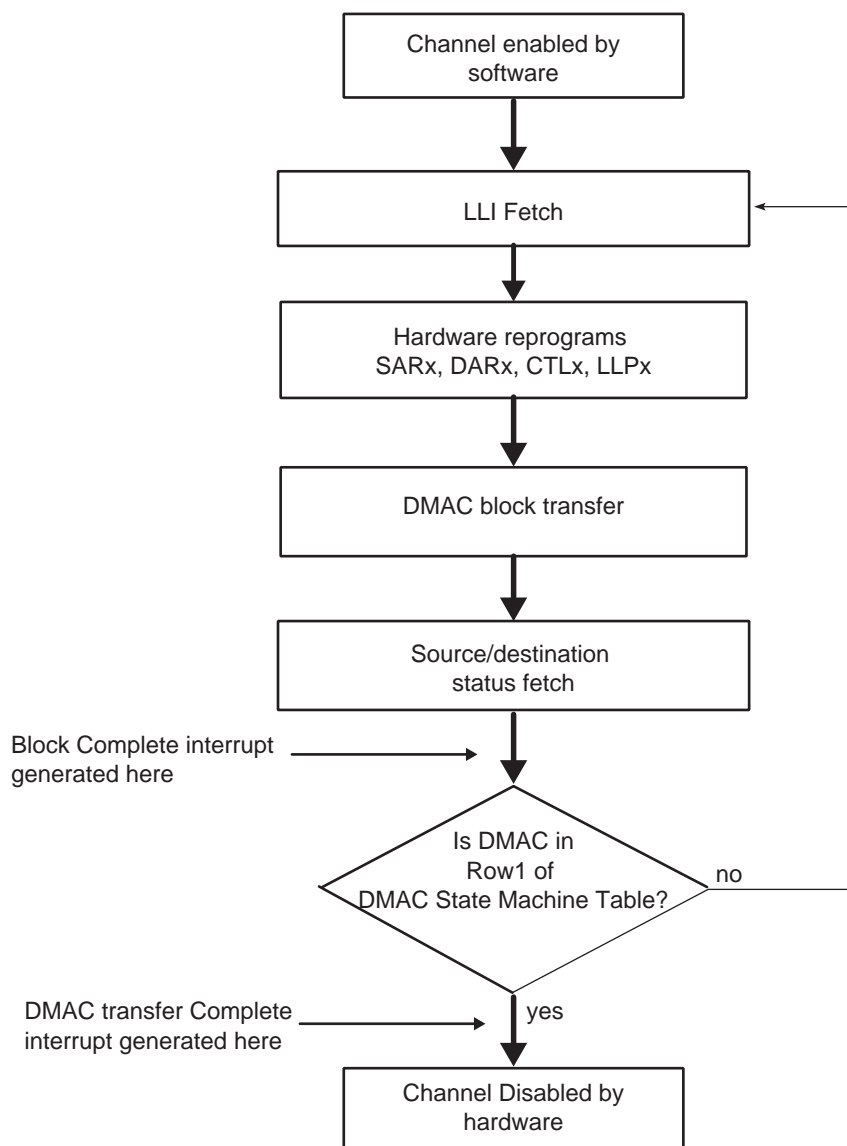 Channel enabled by
software
LLI Fetch
Hardware reprograms
SARx, DARx, CTLx, LLPx
DMAC block transfer
Source/destination
status fetch
Block Complete interrupt
generated here
Is DMAC in
Row1 of
DMAC State Machine Table?
no
DMAC transfer Complete
interrupt generated here
yes
Channel Disabled by
hardware